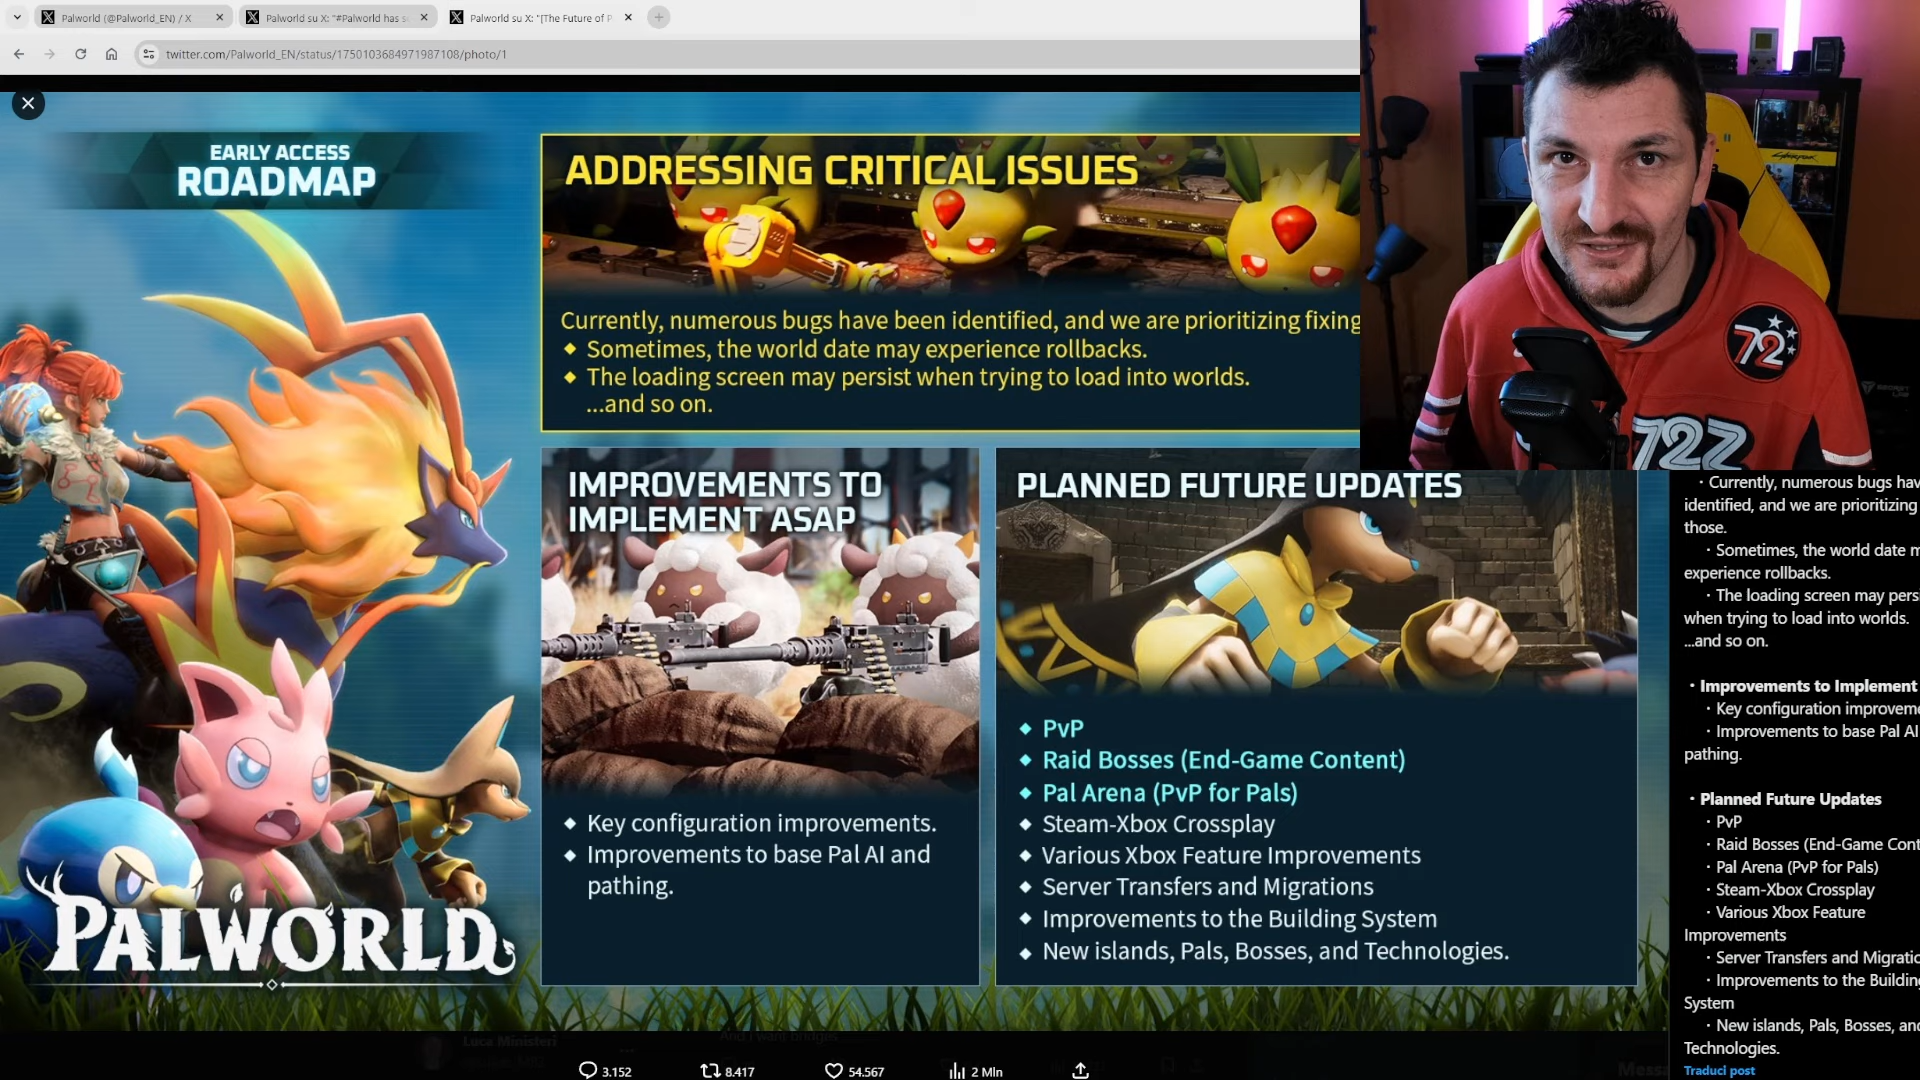 Palworld (@Palworld_EN) / X
Palworld su X: "#Palworld has
Palworld su X: "[The Future of P
twitter.com/Palworld_EN/status/1750103684971987108/photo/1
EARLY ACCESS
ROADMAP
ADDRESSING CRITICAL ISSUES
Currently, numerous bugs have been identified, and we are prioritizing fixing
◆ Sometimes, the world date may experience rollbacks.
◆ The loading screen may persist when trying to load into worlds.
...and so on.
IMPROVEMENTS TO
IMPLEMENT ASAP
◆ Key configuration improvements.
◆ Improvements to base Pal AI and
pathing.
PLANNED FUTURE UPDATES
◆ PvP
◆ Raid Bosses (End-Game Content)
◆ Pal Arena (PvP for Pals)
◆ Steam-Xbox Crossplay
◆ Various Xbox Feature Improvements
◆ Server Transfers and Migrations
◆ Improvements to the Building System
◆ New islands, Pals, Bosses, and Technologies.
PALWORLD
72
72
・Currently, numerous bugs hav
identified, and we are prioritizing
those.
・Sometimes, the world date m
experience rollbacks.
・The loading screen may pers
when trying to load into worlds.
...and so on.
・Improvements to Implement
・Key configuration improveme
・Improvements to base Pal AI
pathing.
・Planned Future Updates
・PvP
・Raid Bosses (End-Game Cont
・Pal Arena (PvP for Pals)
・Steam-Xbox Crossplay
・Various Xbox Feature
Improvements
・Server Transfers and Migratio
・Improvements to the Building
System
・New islands, Pals, Bosses, and
Technologies.
Traduci post
Luca Ministeri
3.152
8.417
54.567
2 Mln